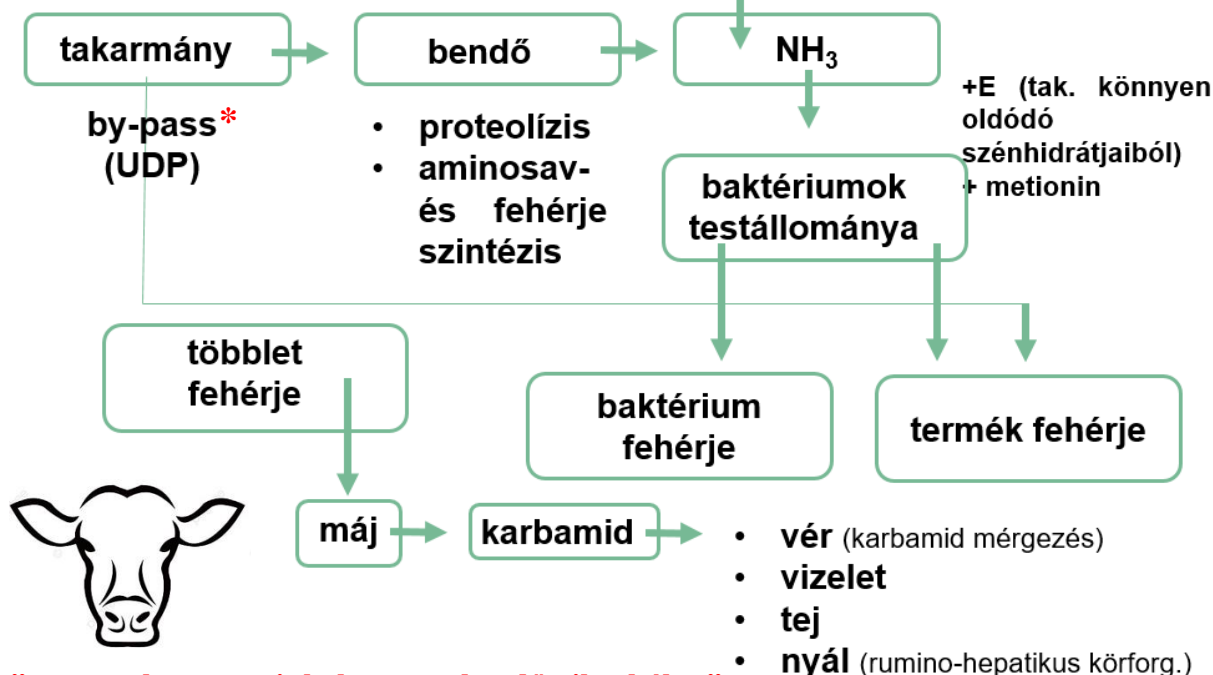 takarmány
bendő
NH₃
by-pass*
(UDP)
• proteolízis
• aminosav-
és fehérje
szintézis
+E (tak. könnyen
oldódó
szénhidrátjaiból)
+ metionin
baktériumok
testállománya
többlet
fehérje
baktérium
fehérje
termék fehérje
máj
karbamid
• vér (karbamid mérgezés)
• vizelet
• tej
• nyál (rumino-hepatikus körforg.)